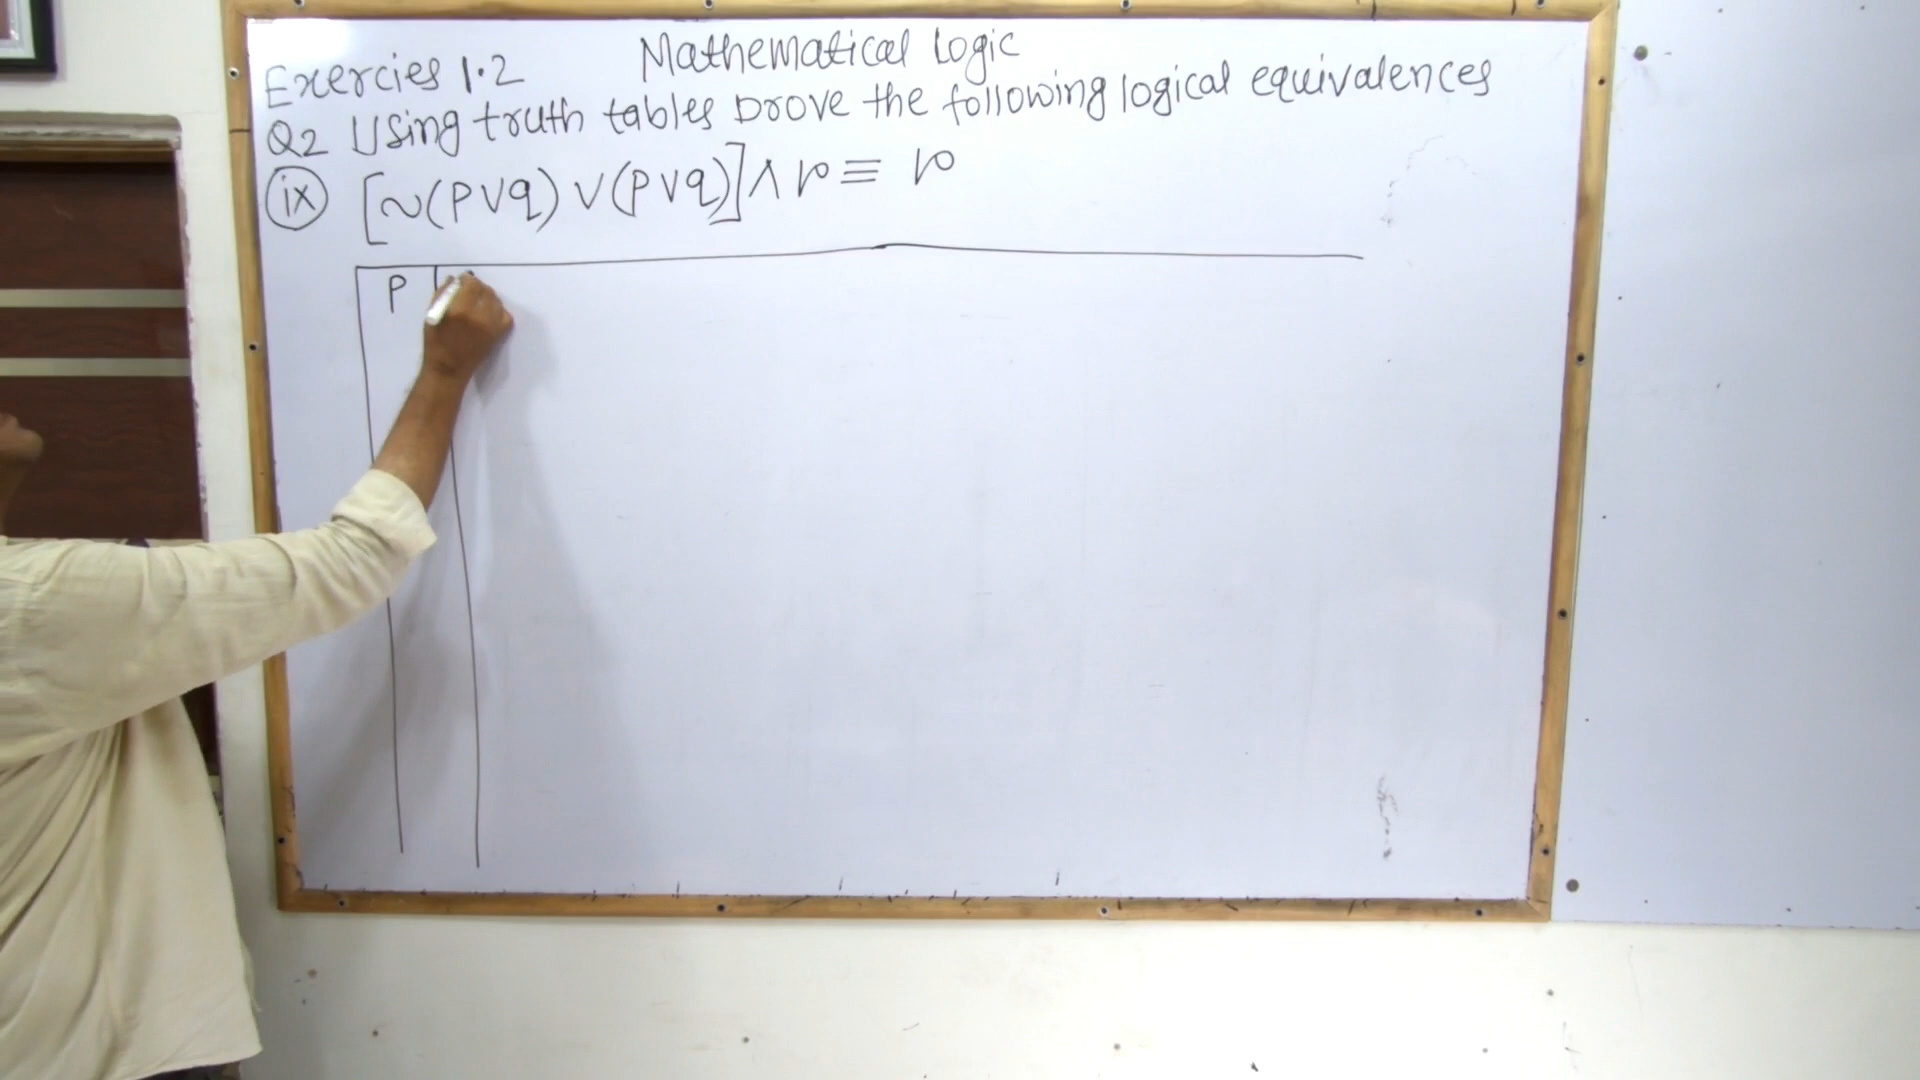 Mathematical Logic
Exercies 1.2
Q2 Using truth tables prove the following logical equivalences
ix [~(P∨q) ∨ (P∨q)] ∧ r ≡ r
P